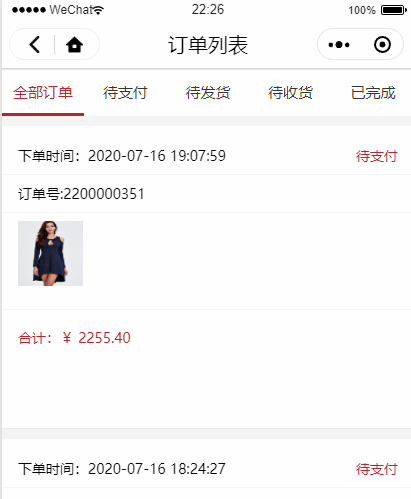 ●●●●● WeChat 22:26 100%
订单列表
全部订单 待支付 待发货 待收货 已完成
下单时间：2020-07-16 19:07:59 待支付
订单号:2200000351
合计：￥ 2255.40
下单时间：2020-07-16 18:24:27 待支付